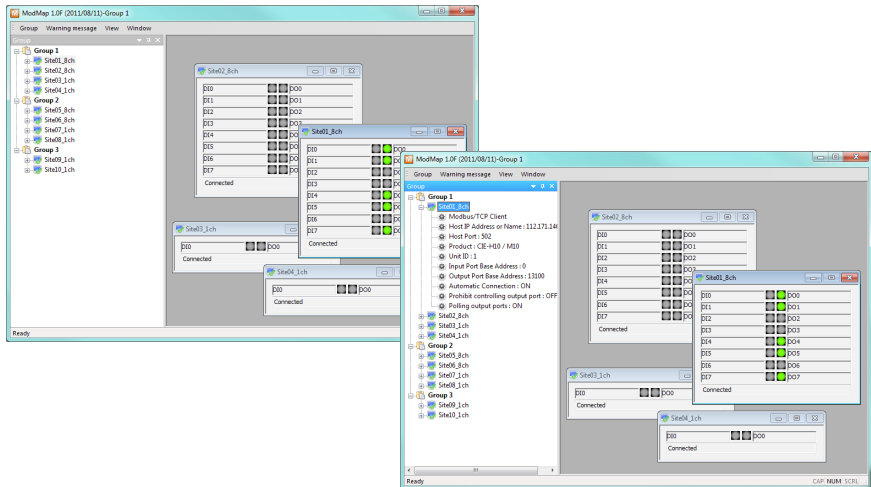 ModMap 1.0F (2011/08/11)-Group 1
Group Warning message View Window
Group
Group 1
Site01_8ch
Site02_8ch
Site03_1ch
Site04_1ch
Group 2
Site05_8ch
Site06_8ch
Site07_1ch
Site08_1ch
Group 3
Site09_1ch
Site10_1ch
Site02_8ch
DI0 DO0
DI1 DO1
DI2 DO2
DI3 DO3
DI4
DI5
DI6
DI7
Connected
Site01_8ch
DI0 DO0
DI1
DI2
DI3
DI4
DI5
DI6
DI7
Connected
Site03_1ch
DI0 DO0
Connected
Site04_1ch
DI0 DO0
Connected
Ready
ModMap 1.0F (2011/08/11)-Group 1
Group Warning message View Window
Group
Group 1
Site01_8ch
Modbus/TCP Client
Host IP Address or Name : 112.171.14
Host Port : 502
Product : CIE-H10 / M10
Unit ID : 1
Input Port Base Address : 0
Output Port Base Address : 13100
Automatic Connection : ON
Prohibit controlling output port : OFF
Polling output ports : ON
Site02_8ch
Site03_1ch
Site04_1ch
Group 2
Site05_8ch
Site06_8ch
Site07_1ch
Site08_1ch
Group 3
Site09_1ch
Site10_1ch
Site02_8ch
DI0 DO0
DI1 DO1
DI2 DO2
DI3 DO3
DI4
DI5
DI6
DI7
Connected
Site01_8ch
DI0 DO0
DI1 DO1
DI2 DO2
DI3 DO3
DI4 DO4
DI5 DO5
DI6 DO6
DI7 DO7
Connected
Site03_1ch
DI0 DO0
Connected
Site04_1ch
DI0 DO0
Connected
Ready
CAP NUM SCRL